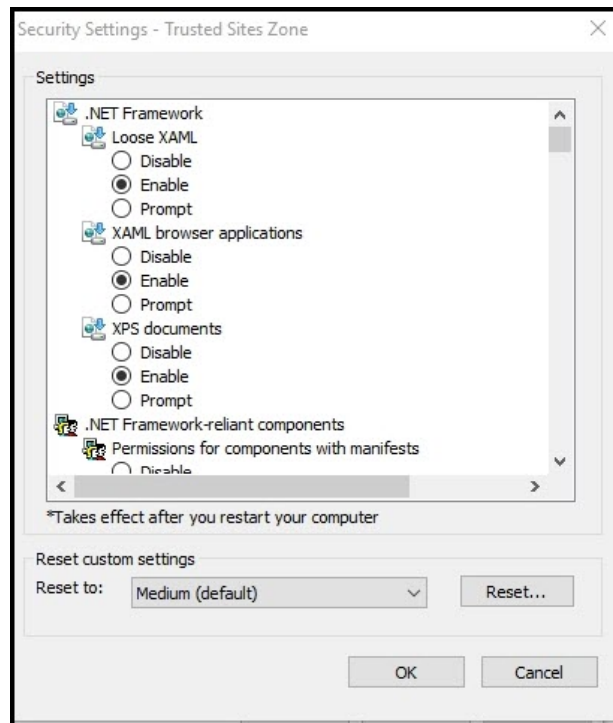 Security Settings - Trusted Sites Zone
Settings
.NET Framework
Loose XAML
Disable
Enable
Prompt
XAML browser applications
Disable
Enable
Prompt
XPS documents
Disable
Enable
Prompt
.NET Framework-reliant components
Permissions for components with manifests
Disable
*Takes effect after you restart your computer
Reset custom settings
Reset to: Medium (default) Reset...
OK Cancel